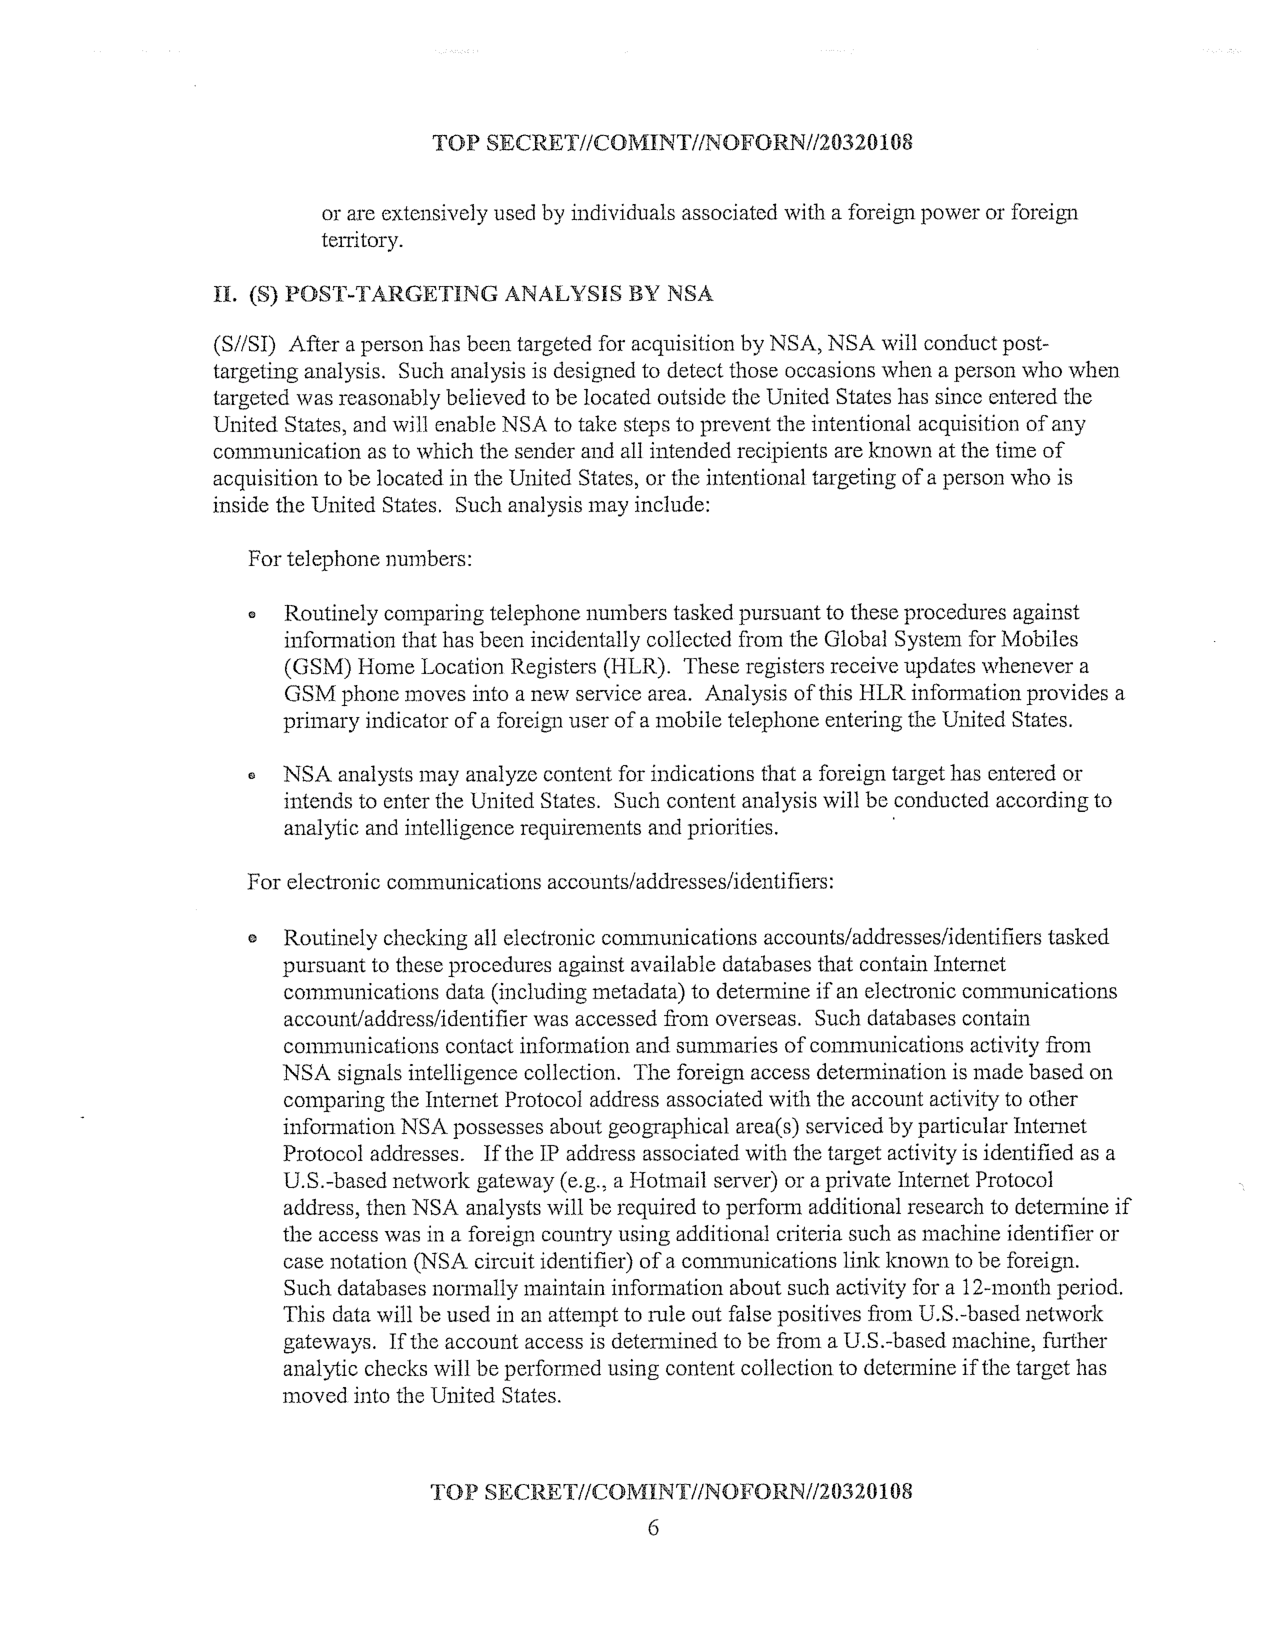 TOP SECRET//COMINT//NOFORN//20320108
or are extensively used by individuals associated with a foreign power or foreign
territory.
II. (S) POST-TARGETING ANALYSIS BY NSA
(S//SI) After a person has been targeted for acquisition by NSA, NSA will conduct post-
targeting analysis. Such analysis is designed to detect those occasions when a person who when
targeted was reasonably believed to be located outside the United States has since entered the
United States, and will enable NSA to take steps to prevent the intentional acquisition of any
communication as to which the sender and all intended recipients are known at the time of
acquisition to be located in the United States, or the intentional targeting of a person who is
inside the United States. Such analysis may include:
For telephone numbers:
• Routinely comparing telephone numbers tasked pursuant to these procedures against
information that has been incidentally collected from the Global System for Mobiles
(GSM) Home Location Registers (HLR). These registers receive updates whenever a
GSM phone moves into a new service area. Analysis of this HLR information provides a
primary indicator of a foreign user of a mobile telephone entering the United States.
• NSA analysts may analyze content for indications that a foreign target has entered or
intends to enter the United States. Such content analysis will be conducted according to
analytic and intelligence requirements and priorities.
For electronic communications accounts/addresses/identifiers:
• Routinely checking all electronic communications accounts/addresses/identifiers tasked
pursuant to these procedures against available databases that contain Internet
communications data (including metadata) to determine if an electronic communications
account/address/identifier was accessed from overseas. Such databases contain
communications contact information and summaries of communications activity from
NSA signals intelligence collection. The foreign access determination is made based on
comparing the Internet Protocol address associated with the account activity to other
information NSA possesses about geographical area(s) serviced by particular Internet
Protocol addresses. If the IP address associated with the target activity is identified as a
U.S.-based network gateway (e.g., a Hotmail server) or a private Internet Protocol
address, then NSA analysts will be required to perform additional research to determine if
the access was in a foreign country using additional criteria such as machine identifier or
case notation (NSA circuit identifier) of a communications link known to be foreign.
Such databases normally maintain information about such activity for a 12-month period.
This data will be used in an attempt to rule out false positives from U.S.-based network
gateways. If the account access is determined to be from a U.S.-based machine, further
analytic checks will be performed using content collection to determine if the target has
moved into the United States.
TOP SECRET//COMINT//NOFORN//20320108
6